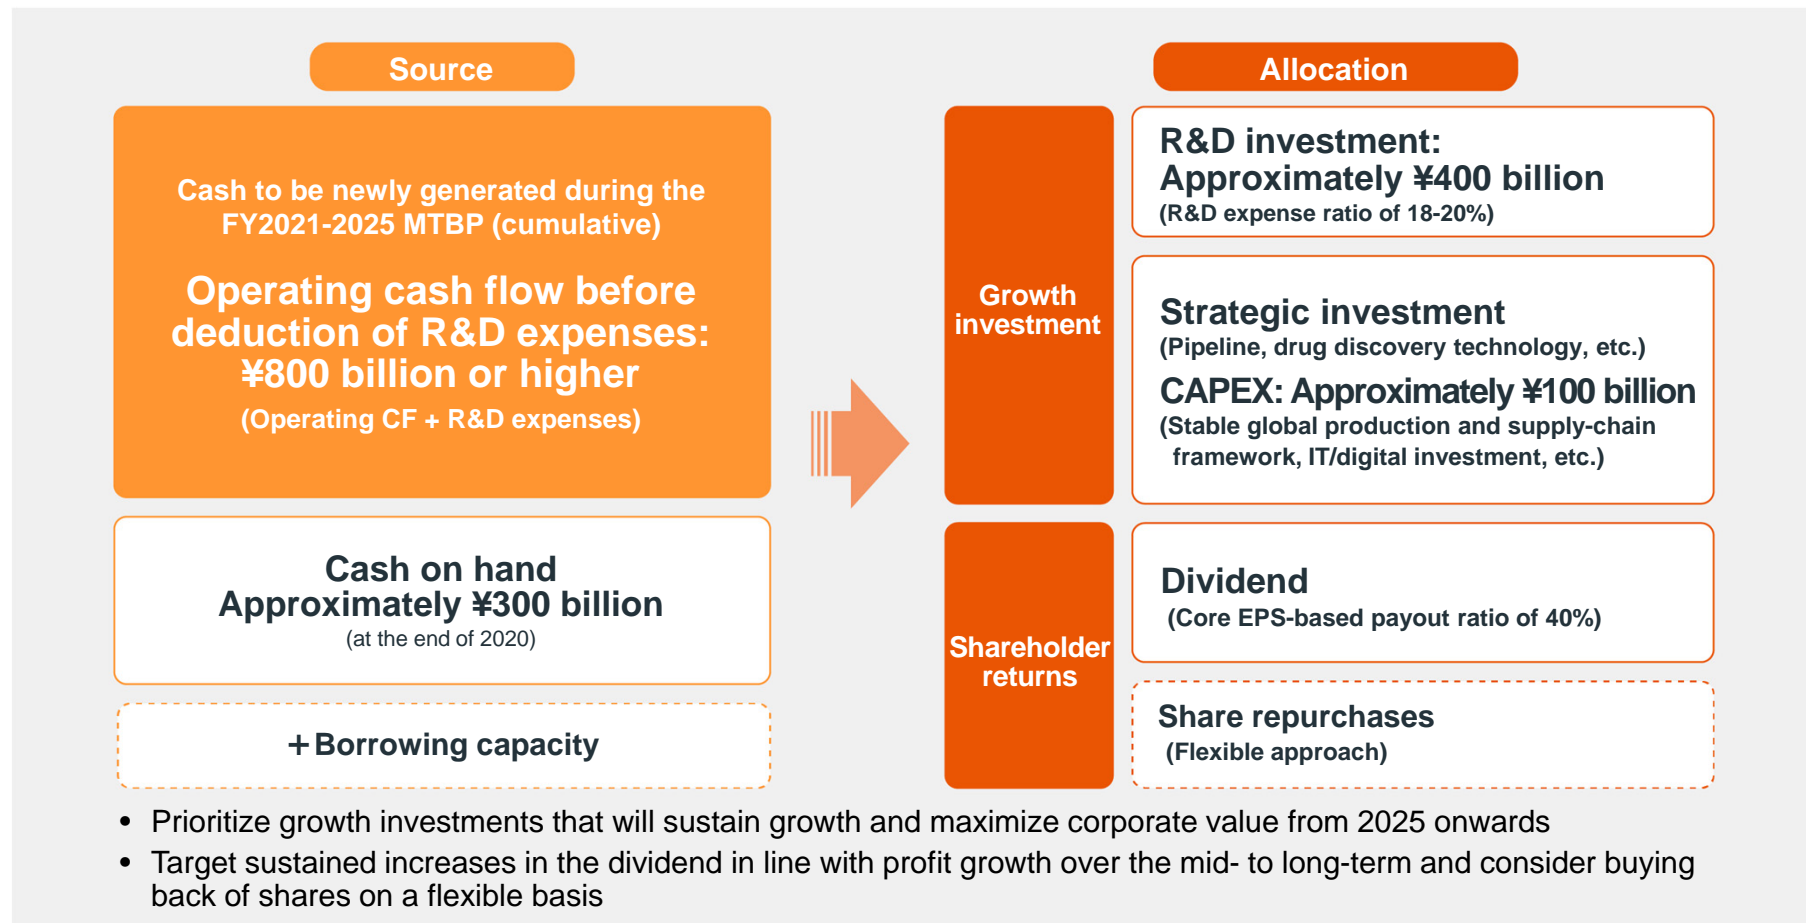 Source
Cash to be newly generated during the
FY2021-2025 MTBP (cumulative)
Operating cash flow before
deduction of R&D expenses:
¥800 billion or higher
(Operating CF + R&D expenses)
Cash on hand
Approximately ¥300 billion
(at the end of 2020)
+Borrowing capacity
Allocation
Growth
investment
R&D investment:
Approximately ¥400 billion
(R&D expense ratio of 18-20%)
Strategic investment
(Pipeline, drug discovery technology, etc.)
CAPEX: Approximately ¥100 billion
(Stable global production and supply-chain
framework, IT/digital investment, etc.)
Shareholder
returns
Dividend
(Core EPS-based payout ratio of 40%)
Share repurchases
(Flexible approach)
• Prioritize growth investments that will sustain growth and maximize corporate value from 2025 onwards
• Target sustained increases in the dividend in line with profit growth over the mid- to long-term and consider buying
back of shares on a flexible basis